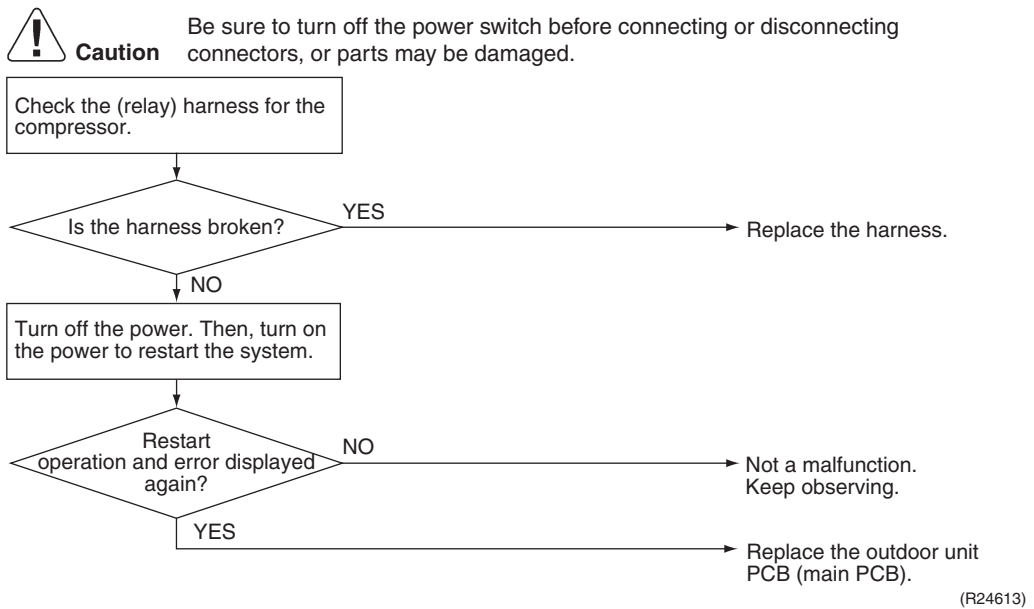 Be sure to turn off the power switch before connecting or disconnecting
Caution connectors, or parts may be damaged.
Check the (relay) harness for the
compressor.
Is the harness broken?
YES
Replace the harness.
NO
Turn off the power. Then, turn on
the power to restart the system.
Restart
operation and error displayed
again?
NO
Not a malfunction.
Keep observing.
YES
Replace the outdoor unit
PCB (main PCB).
(R24613)